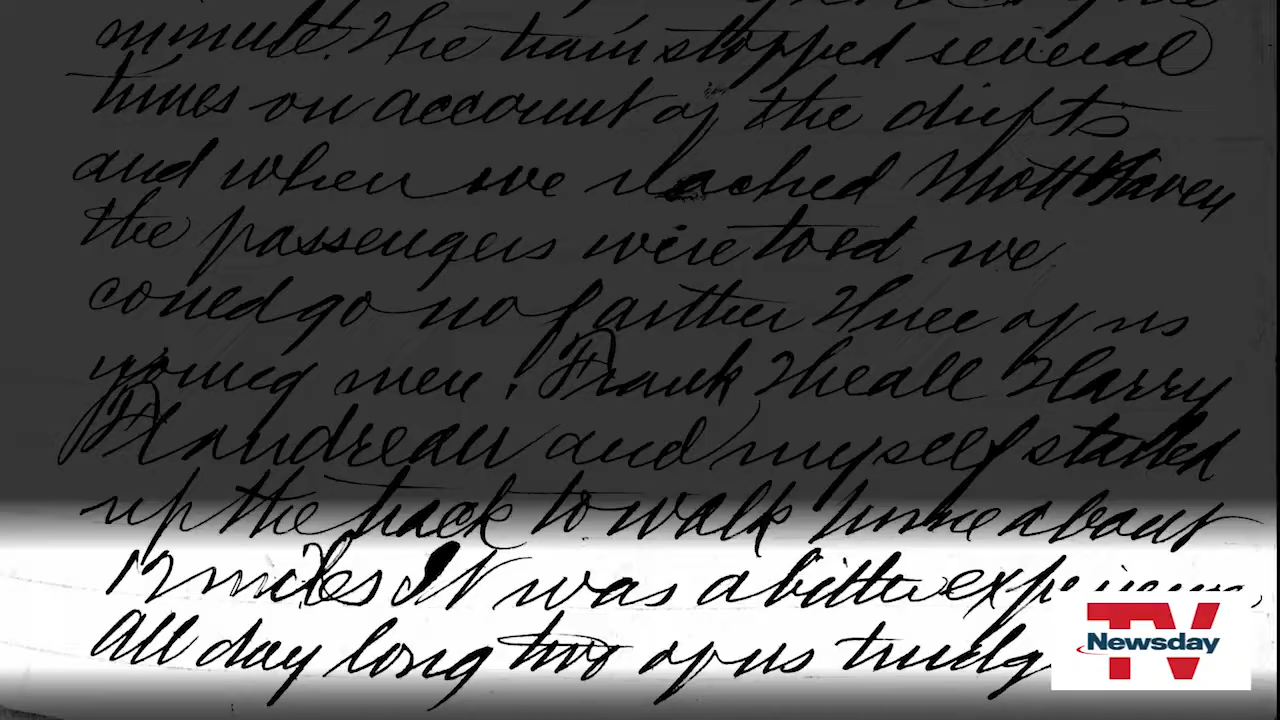 minute. The train stopped several
times on account of the drifts
and when we reached Mott Haven
the passengers were told we
could go no farther Three of us
young men, Frank Theall Harry
Flandreau and myself started
up the track to walk home about
12 miles It was a bitter experience,
All day long two of us trudg
TV
Newsday